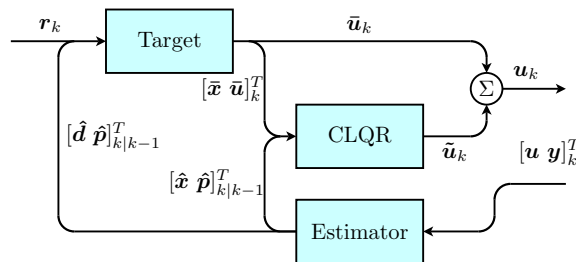 r_k
Target
ū_k
[x̄ ū]_k^T
Σ
u_k
[d̂ p̂]_{k|k−1}^T
CLQR
ũ_k
[x̂ p̂]_{k|k−1}^T
[u y]_k^T
Estimator